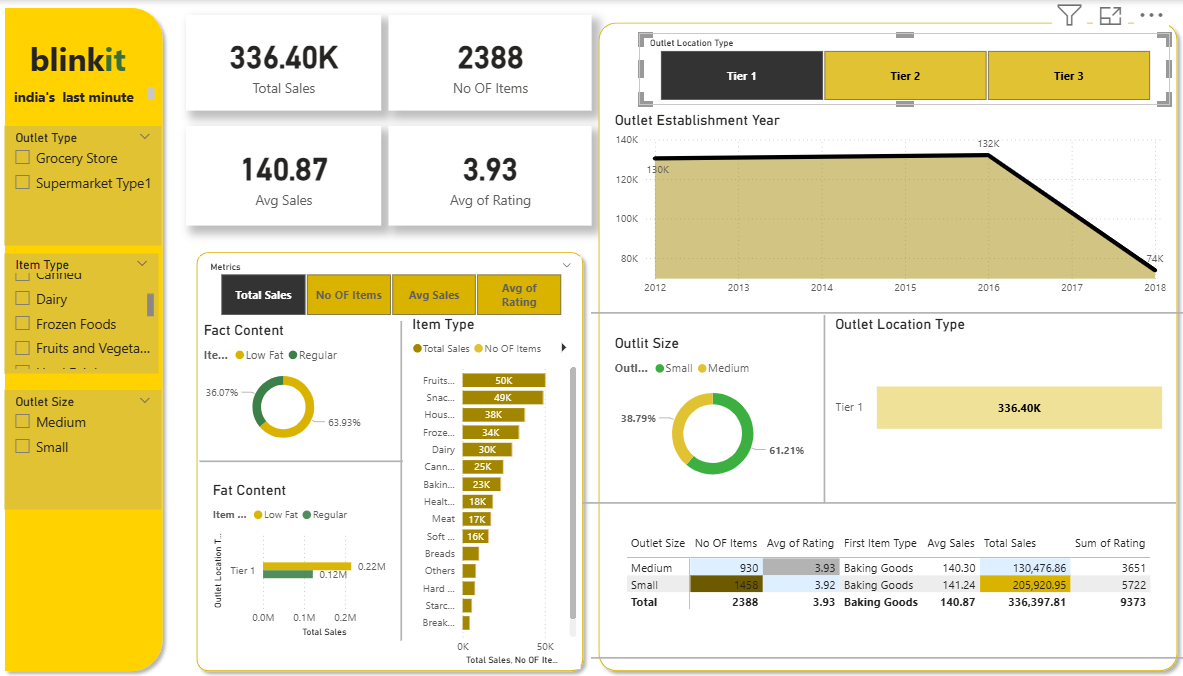 blinkit
india's last minute
Outlet Type
Grocery Store
Supermarket Type1
Item Type
Canned
Dairy
Frozen Foods
Fruits and Vegeta...
Outlet Size
Medium
Small
336.40K
Total Sales
2388
No OF Items
140.87
Avg Sales
3.93
Avg of Rating
Metrics
Total Sales
No OF Items
Avg Sales
Avg of
Rating
Fact Content
Ite... Low Fat Regular
36.07%
63.93%
Fat Content
Item ... Low Fat Regular
Outlet Location T...
Tier 1
0.22M
0.12M
0.0M 0.1M 0.2M
Total Sales
Item Type
Total Sales No OF Items
Fruits... 50K
Snac... 49K
Hous... 38K
Froze... 34K
Dairy 30K
Cann... 25K
Bakin... 23K
Healt... 18K
Meat 17K
Soft ... 16K
Breads
Others
Hard ...
Starc...
Break...
0K 50K
Total Sales, No OF Ite...
Outlet Location Type
Tier 1 Tier 2 Tier 3
Outlet Establishment Year
140K
120K
100K
80K
130K
132K
74K
2012 2013 2014 2015 2016 2017 2018
Outlit Size
Outl... Small Medium
38.79%
61.21%
Outlet Location Type
Tier 1 336.40K
Outlet Size No OF Items Avg of Rating First Item Type Avg Sales Total Sales Sum of Rating
Medium 930 3.93 Baking Goods 140.30 130,476.86 3651
Small 1458 3.92 Baking Goods 141.24 205,920.95 5722
Total 2388 3.93 Baking Goods 140.87 336,397.81 9373